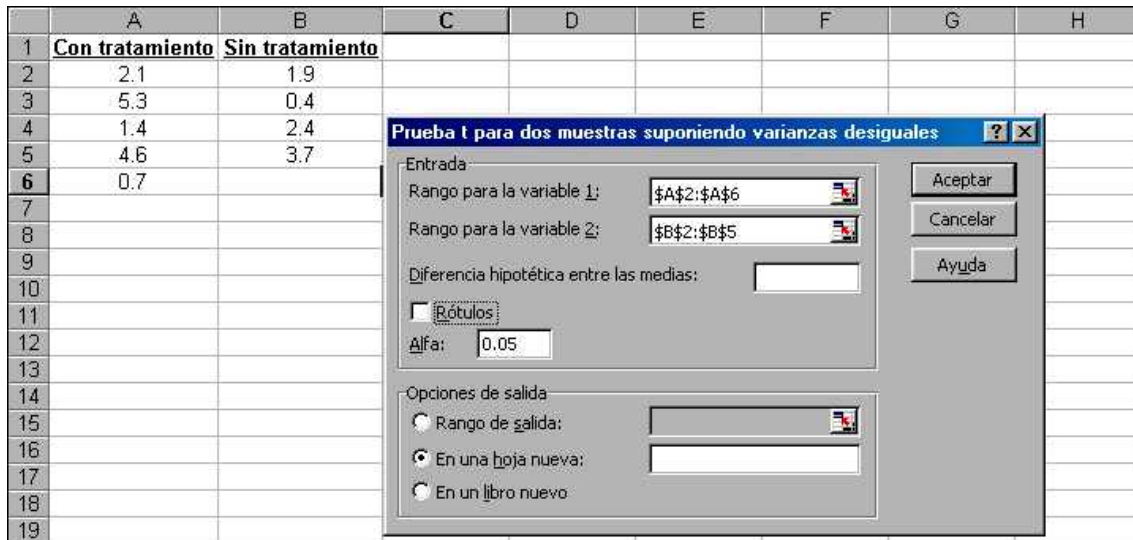 A B C D E F G H
1 Con tratamiento Sin tratamiento
2 2.1 1.9
3 5.3 0.4
4 1.4 2.4
5 4.6 3.7
6 0.7
7
8
9
10
11
12
13
14
15
16
17
18
19
Prueba t para dos muestras suponiendo varianzas desiguales
Entrada
Rango para la variable 1: $A$2:$A$6
Rango para la variable 2: $B$2:$B$5
Diferencia hipotética entre las medias:
Rótulos
Alfa: 0.05
Opciones de salida
Rango de salida:
En una hoja nueva:
En un libro nuevo
Aceptar
Cancelar
Ayuda